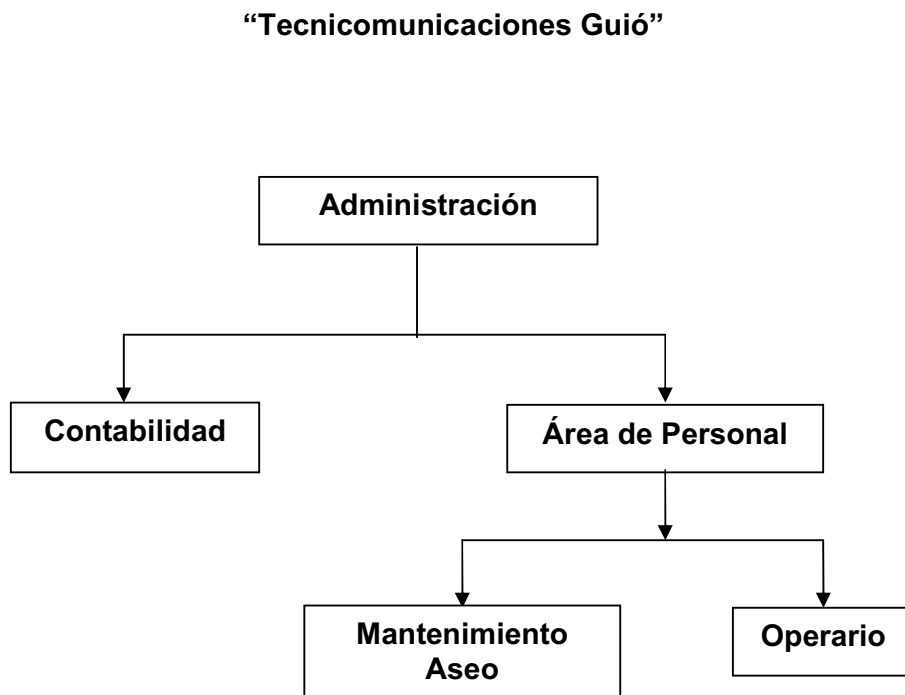 “Tecnicomunicaciones Guió”
Administración
Contabilidad
Área de Personal
Mantenimiento
Aseo
Operario